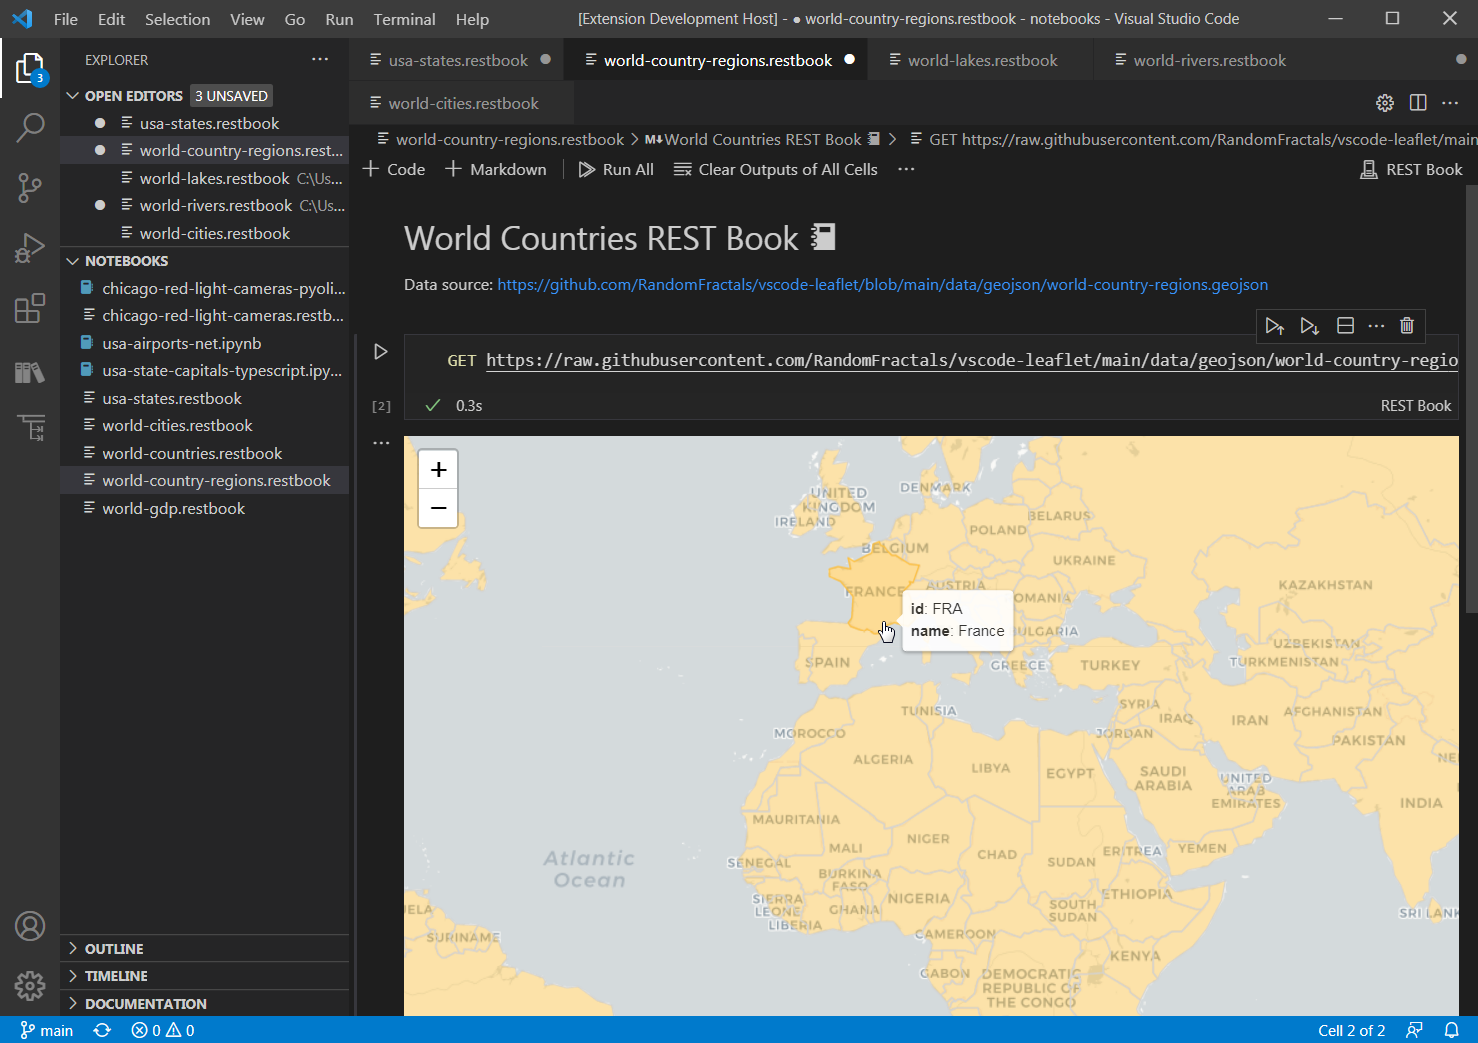 File Edit Selection View Go Run Terminal Help [Extension Development Host] - ● world-country-regions.restbook - notebooks - Visual Studio Code
EXPLORER
3
OPEN EDITORS 3 UNSAVED
usa-states.restbook
world-country-regions.rest...
world-lakes.restbook C:\Us...
world-rivers.restbook C:\Us...
world-cities.restbook
NOTEBOOKS
chicago-red-light-cameras-pyoli...
chicago-red-light-cameras.restb...
usa-airports-net.ipynb
usa-state-capitals-typescript.ipy...
usa-states.restbook
world-cities.restbook
world-countries.restbook
world-country-regions.restbook
world-gdp.restbook
OUTLINE
TIMELINE
DOCUMENTATION
usa-states.restbook world-country-regions.restbook world-lakes.restbook world-rivers.restbook
world-cities.restbook
world-country-regions.restbook > M↓World Countries REST Book > GET https://raw.githubusercontent.com/RandomFractals/vscode-leaflet/main
+ Code + Markdown Run All Clear Outputs of All Cells ... REST Book
World Countries REST Book
Data source: https://github.com/RandomFractals/vscode-leaflet/blob/main/data/geojson/world-country-regions.geojson
GET https://raw.githubusercontent.com/RandomFractals/vscode-leaflet/main/data/geojson/world-country-regio
[2] 0.3s REST Book
+
−
UNITED
KINGDOM
IRELAND
DENMARK
BELARUS
POLAND
BELGIUM
UKRAINE
FRANCE
AUSTRIA
KAZAKHSTAN
OMANIA
id: FRA
name: France
ULGARIA
UZBEKISTAN
TURKMENISTAN
SPAIN
GREECE
TURKEY
TUNISIA
SYRIA
IRAQ
IRAN
AFGHANISTAN
MOROCCO
JORDAN
PAKISTAN
ALGERIA
LIBYA
EGYPT
SAUDI
ARABIA
NE
UNITED
ARAB
EMIRATES
INDIA
MAURITANIA
NIGER
MALI
CHAD
SUDAN
ERITREA
YEMEN
Atlantic
Ocean
SENEGAL
BURKINA
FASO
SIERRA
LEONE
GHANA
NIGERIA
ETHIOPIA
SOUTH
SUDAN
LIBERIA
SRI LANK
ELA
SURINAME
CAMEROON
KENYA
GABON
DEMOCRATIC
REPUBLIC OF
THE CONGO
main 0 0 Cell 2 of 2